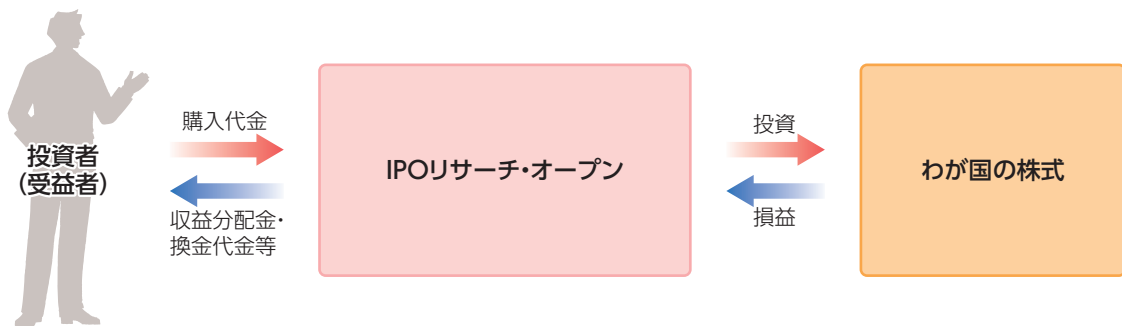 投資者
(受益者)
購入代金
収益分配金・
換金代金等
IPOリサーチ・オープン
投資
損益
わが国の株式